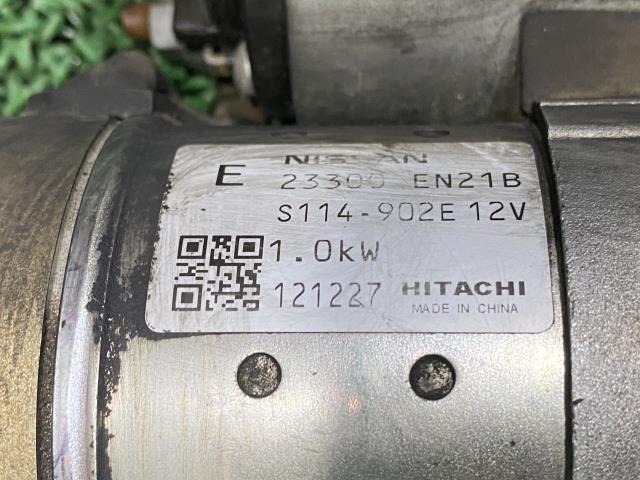 E NISSAN
23300 EN21B
S114-902E 12V
1.0kW
121227 HITACHI
MADE IN CHINA